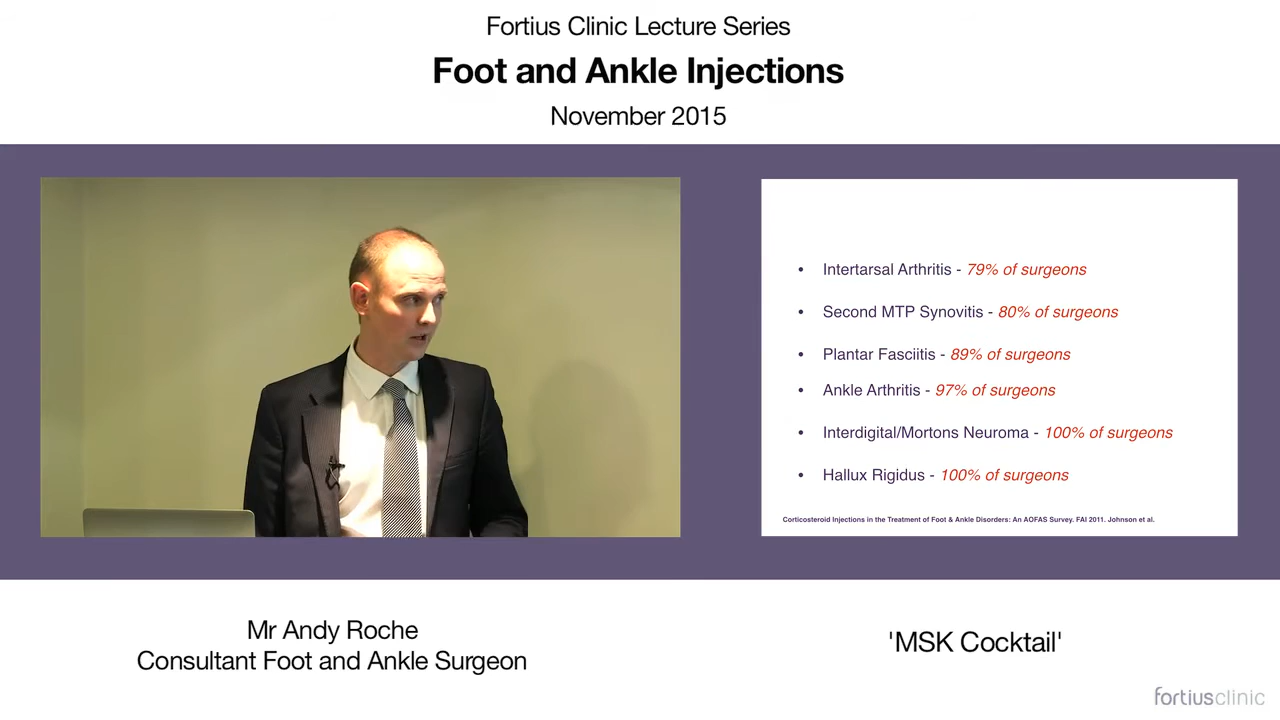 Fortius Clinic Lecture Series
Foot and Ankle Injections
November 2015
• Intertarsal Arthritis - 79% of surgeons
• Second MTP Synovitis - 80% of surgeons
• Plantar Fasciitis - 89% of surgeons
• Ankle Arthritis - 97% of surgeons
• Interdigital/Mortons Neuroma - 100% of surgeons
• Hallux Rigidus - 100% of surgeons
Corticosteroid Injections in the Treatment of Foot & Ankle Disorders: An AOFAS Survey. FAI 2011. Johnson et al.
Mr Andy Roche
Consultant Foot and Ankle Surgeon
'MSK Cocktail'
fortiusclinic